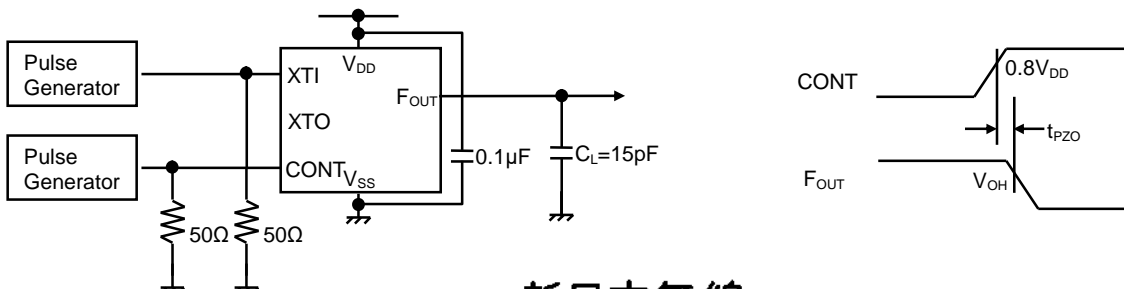 Pulse
Generator
Pulse
Generator
V_DD
XTI
F_OUT
XTO
CONT
V_SS
0.1μF
C_L=15pF
50Ω
50Ω
CONT
0.8V_DD
t_PZO
F_OUT
V_OH